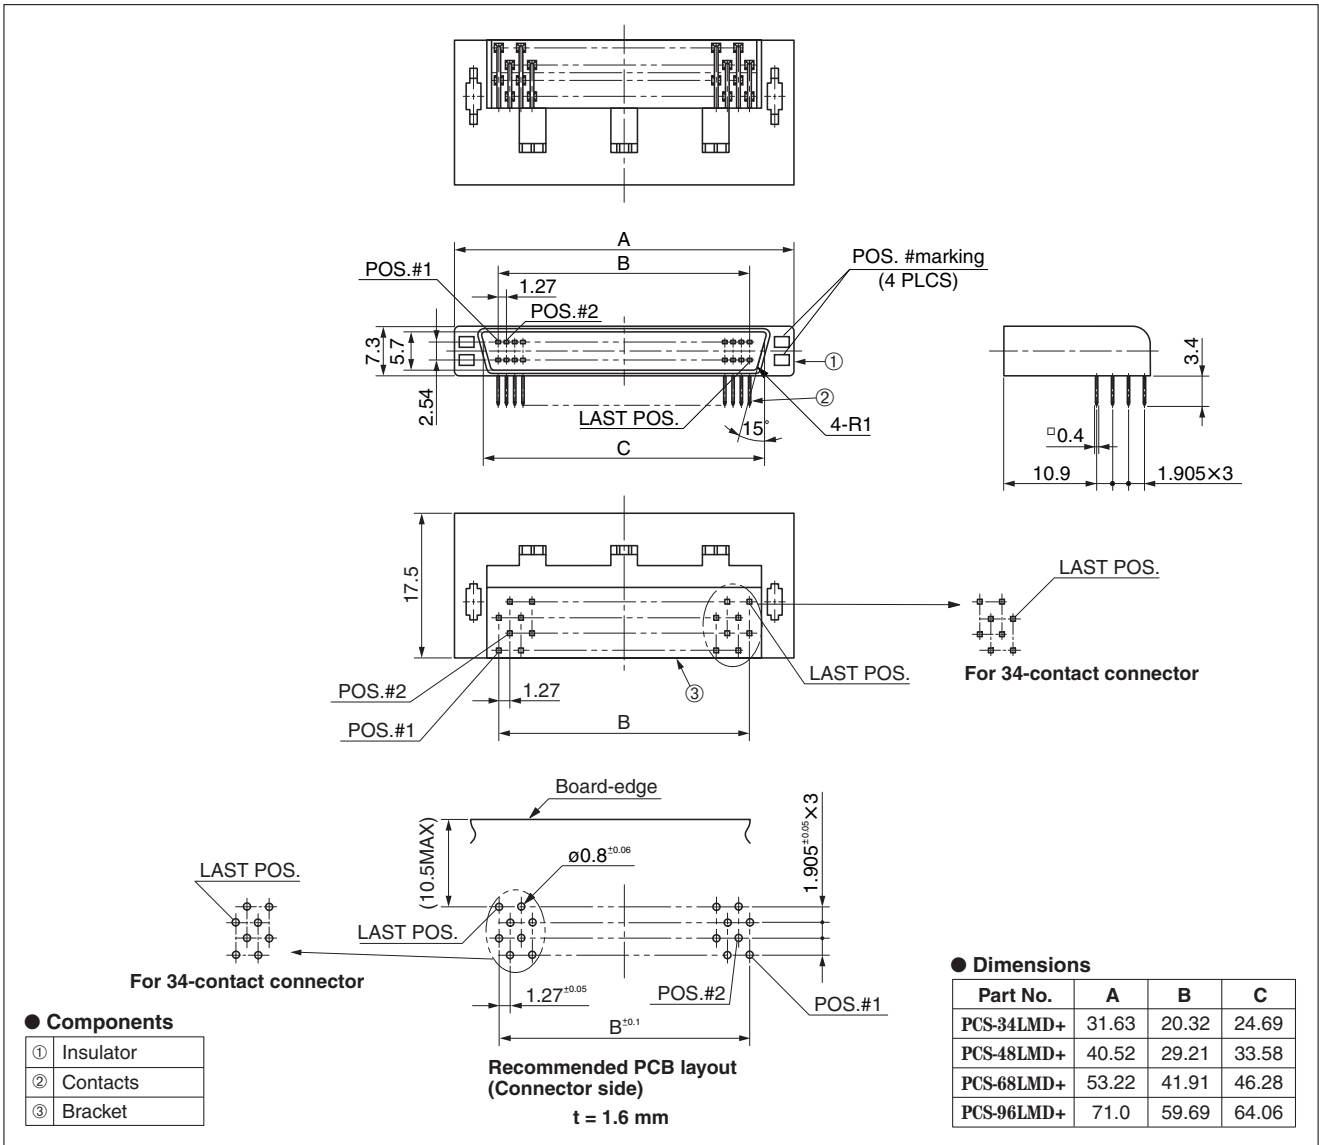 A
B
POS.#1
1.27
POS.#2
POS. #marking
(4 PLCS)
7.3
5.7
2.54
①
②
LAST POS.
15°
4-R1
C
3.4
□0.4
10.9
1.905×3
17.5
LAST POS.
For 34-contact connector
LAST POS.
POS.#2
1.27
③
POS.#1
B
Board-edge
(10.5MAX)
ø0.8±0.06
1.905±0.05×3
LAST POS.
LAST POS.
For 34-contact connector
1.27±0.05
POS.#2
POS.#1
B±0.1
Recommended PCB layout
(Connector side)
t = 1.6 mm
● Components
① Insulator
② Contacts
③ Bracket
● Dimensions
Part No. A B C
PCS-34LMD+ 31.63 20.32 24.69
PCS-48LMD+ 40.52 29.21 33.58
PCS-68LMD+ 53.22 41.91 46.28
PCS-96LMD+ 71.0 59.69 64.06